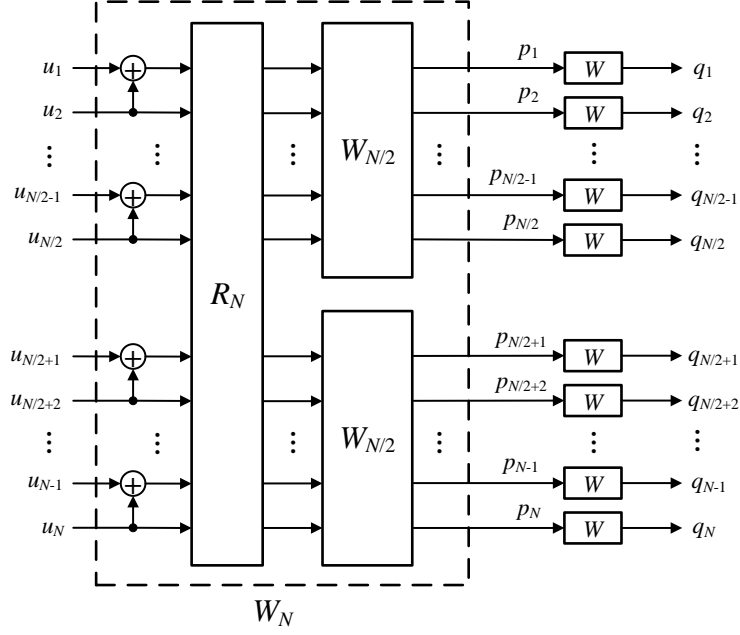 u1 + p1 W q1
u2 p2 W q2
⋮ ⋮ ⋮ WN/2 ⋮ ⋮ ⋮
uN/2-1 + pN/2-1 W qN/2-1
uN/2 pN/2 W qN/2
RN
uN/2+1 + pN/2+1 W qN/2+1
uN/2+2 pN/2+2 W qN/2+2
⋮ ⋮ ⋮ WN/2 ⋮ ⋮ ⋮
uN-1 + pN-1 W qN-1
uN pN W qN
WN